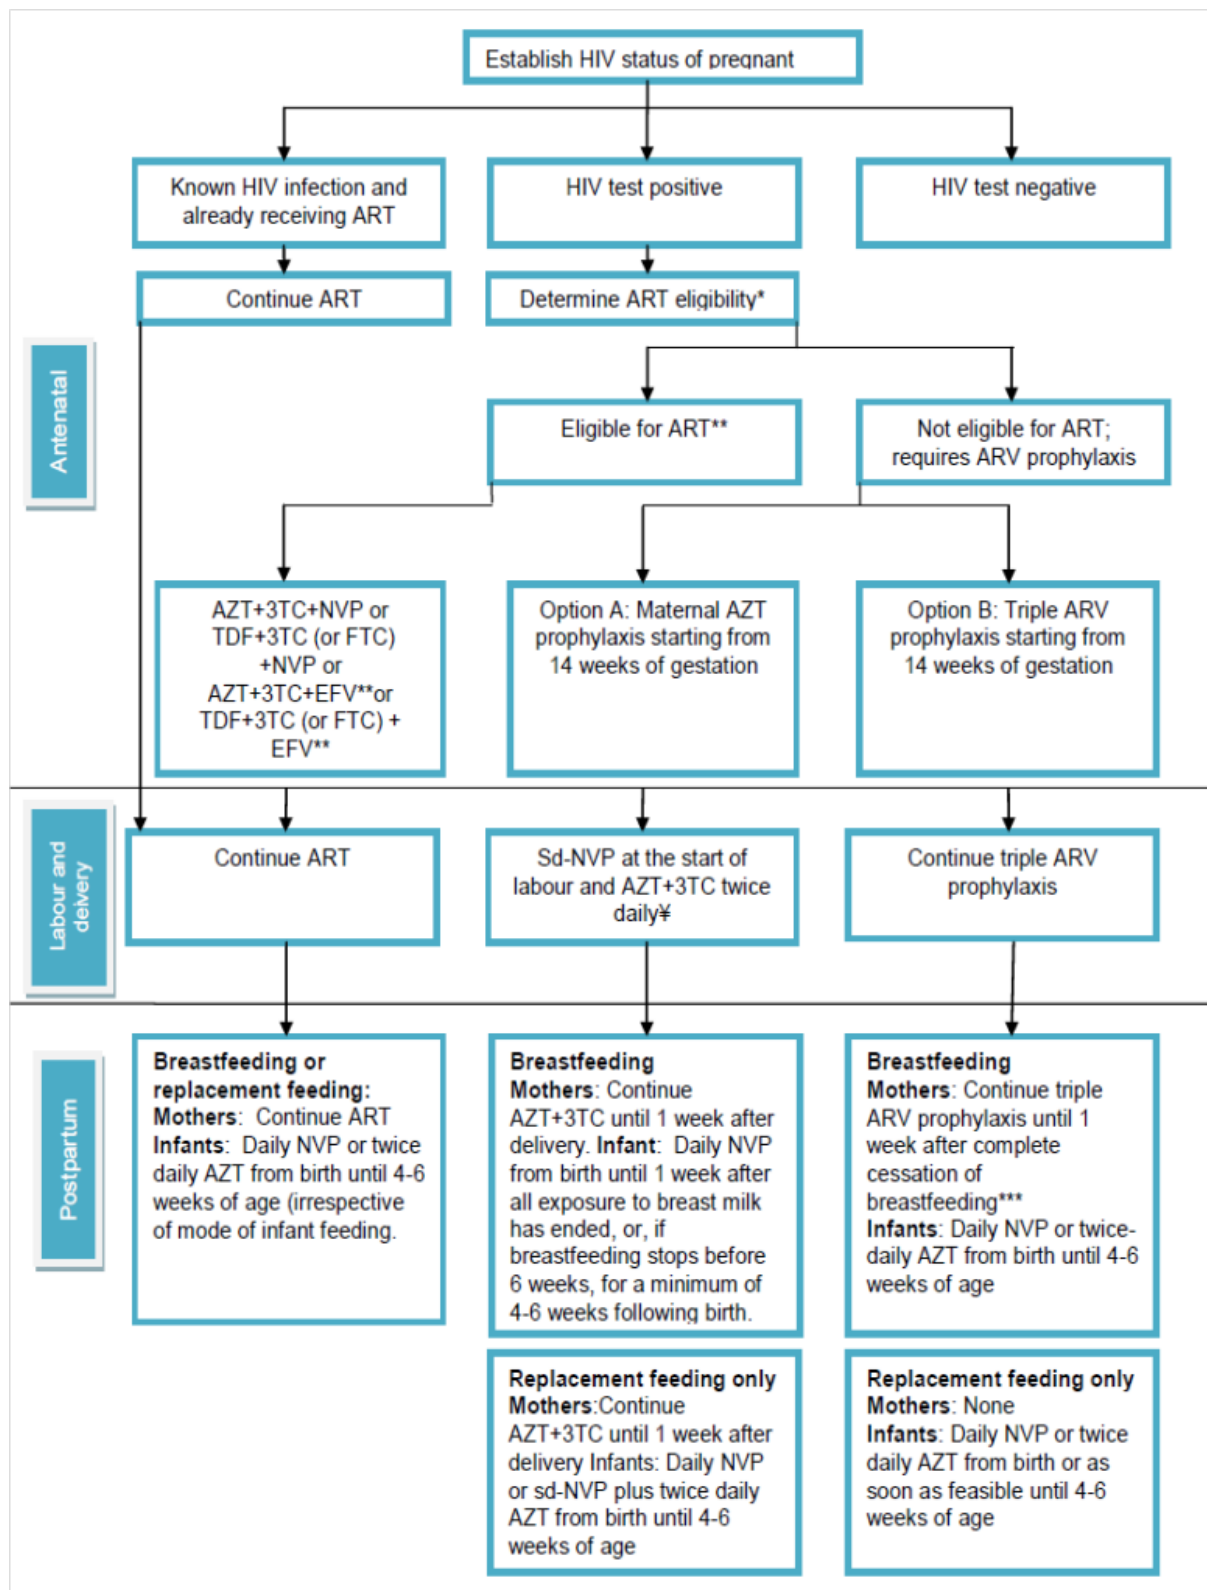 Establish HIV status of pregnant
Known HIV infection and
already receiving ART
HIV test positive
HIV test negative
Continue ART
Determine ART eligibility*
Antenatal
Eligible for ART**
Not eligible for ART;
requires ARV prophylaxis
AZT+3TC+NVP or
TDF+3TC (or FTC)
+NVP or
AZT+3TC+EFV**or
TDF+3TC (or FTC) +
EFV**
Option A: Maternal AZT
prophylaxis starting from
14 weeks of gestation
Option B: Triple ARV
prophylaxis starting from
14 weeks of gestation
Labour and
delvery
Continue ART
Sd-NVP at the start of
labour and AZT+3TC twice
daily¥
Continue triple ARV
prophylaxis
Postpartum
Breastfeeding or
replacement feeding:
Mothers: Continue ART
Infants: Daily NVP or twice
daily AZT from birth until 4-6
weeks of age (irrespective
of mode of infant feeding.
Breastfeeding
Mothers: Continue
AZT+3TC until 1 week after
delivery. Infant: Daily NVP
from birth until 1 week after
all exposure to breast milk
has ended, or, if
breastfeeding stops before
6 weeks, for a minimum of
4-6 weeks following birth.
Breastfeeding
Mothers: Continue triple
ARV prophylaxis until 1
week after complete
cessation of
breastfeeding***
Infants: Daily NVP or twice-
daily AZT from birth until 4-6
weeks of age
Replacement feeding only
Mothers:Continue
AZT+3TC until 1 week after
delivery Infants: Daily NVP
or sd-NVP plus twice daily
AZT from birth until 4-6
weeks of age
Replacement feeding only
Mothers: None
Infants: Daily NVP or twice
daily AZT from birth or as
soon as feasible until 4-6
weeks of age